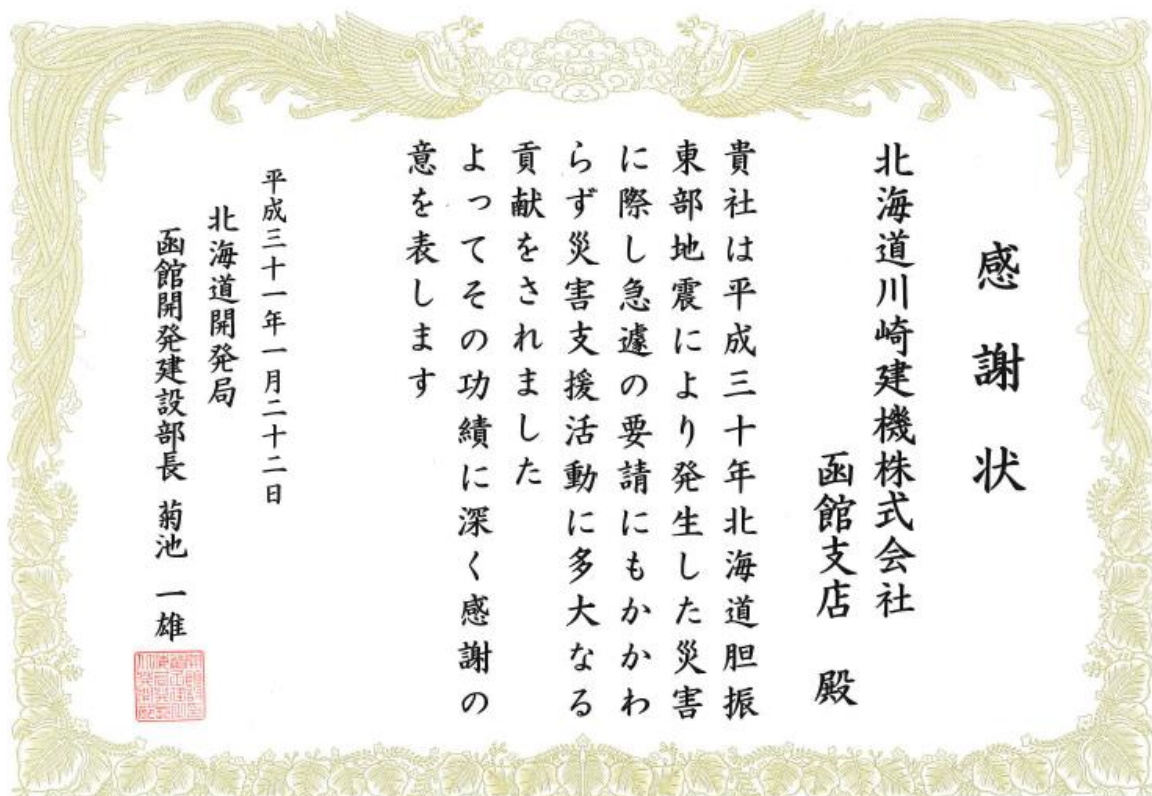 感謝状
北海道川崎建機株式会社
函館支店 殿
貴社は平成三十年北海道胆振
東部地震により発生した災害
に際し急遽の要請にもかかわ
らず災害支援活動に多大なる
貢献をされました
よってその功績に深く感謝の
意を表します
平成三十一年一月二十二日
北海道開発局
函館開発建設部長 菊池 一雄